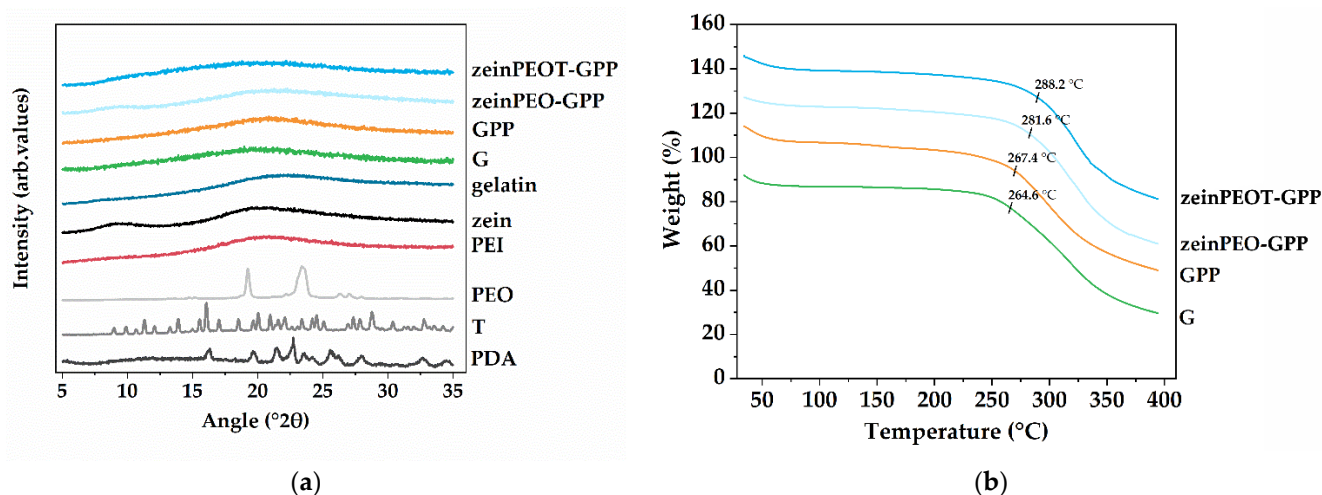 Intensity (arb.values)
zeinPEOT-GPP
zeinPEO-GPP
GPP
G
gelatin
zein
PEI
PEO
T
PDA
5 10 15 20 25 30 35
Angle (°2θ)
(a)
Weight (%)
160
140
120
100
80
60
40
20
0
288.2 °C
281.6 °C
267.4 °C
264.6 °C
zeinPEOT-GPP
zeinPEO-GPP
GPP
G
50 100 150 200 250 300 350 400
Temperature (°C)
(b)